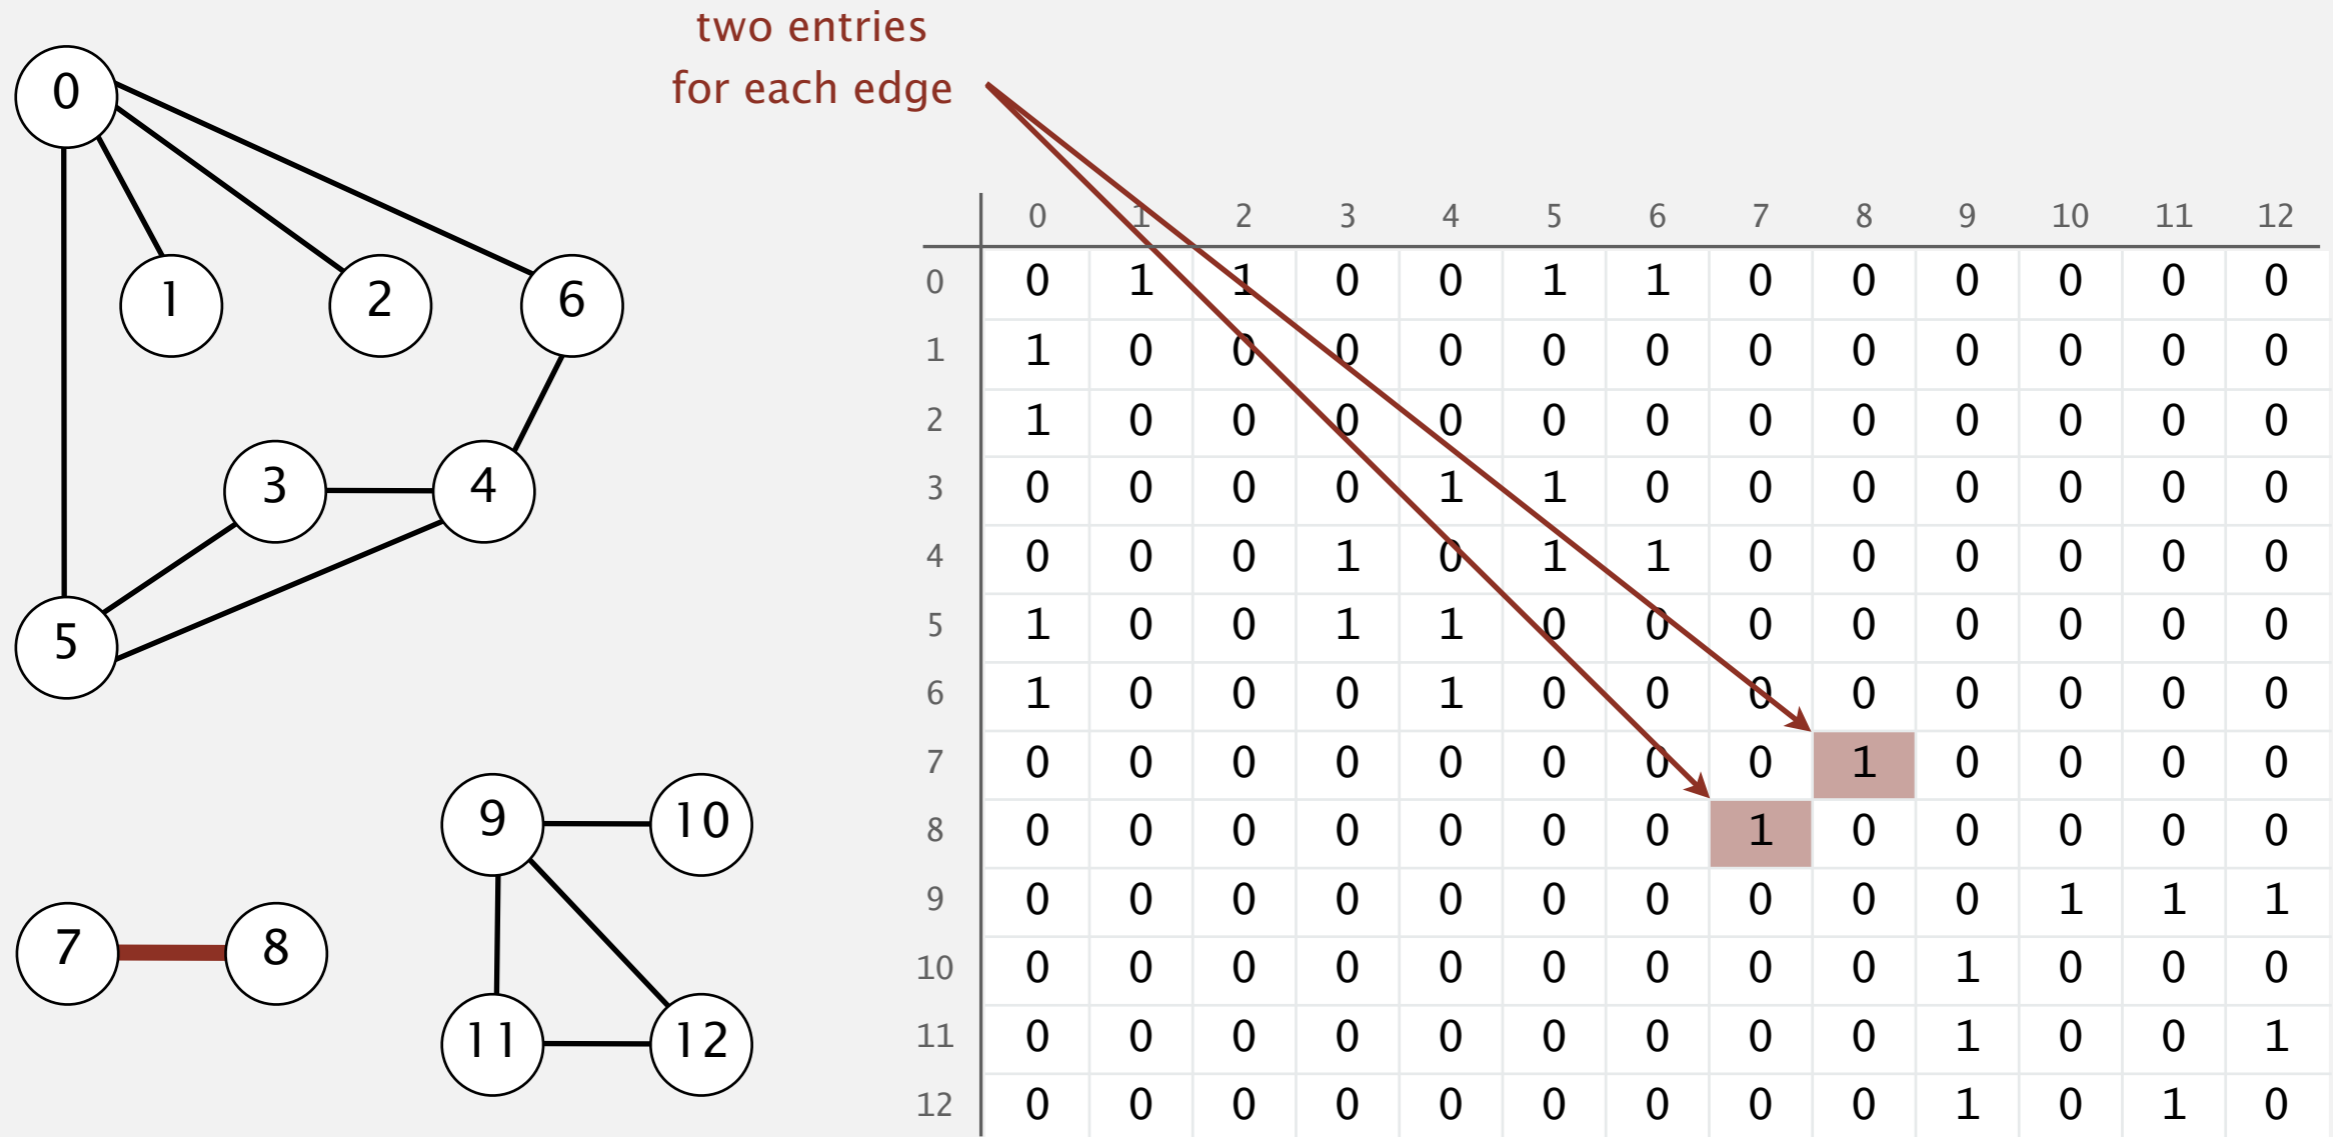 two entries
for each edge
0
1 2 6
3 4
5
9 10
7 8
11 12
0 1 2 3 4 5 6 7 8 9 10 11 12
0 0 1 1 0 0 1 1 0 0 0 0 0 0
1 1 0 0 0 0 0 0 0 0 0 0 0 0
2 1 0 0 0 0 0 0 0 0 0 0 0 0
3 0 0 0 0 1 1 0 0 0 0 0 0 0
4 0 0 0 1 0 1 1 0 0 0 0 0 0
5 1 0 0 1 1 0 0 0 0 0 0 0 0
6 1 0 0 0 1 0 0 0 0 0 0 0 0
7 0 0 0 0 0 0 0 0 1 0 0 0 0
8 0 0 0 0 0 0 0 1 0 0 0 0 0
9 0 0 0 0 0 0 0 0 0 0 1 1 1
10 0 0 0 0 0 0 0 0 0 1 0 0 0
11 0 0 0 0 0 0 0 0 0 1 0 0 1
12 0 0 0 0 0 0 0 0 0 1 0 1 0